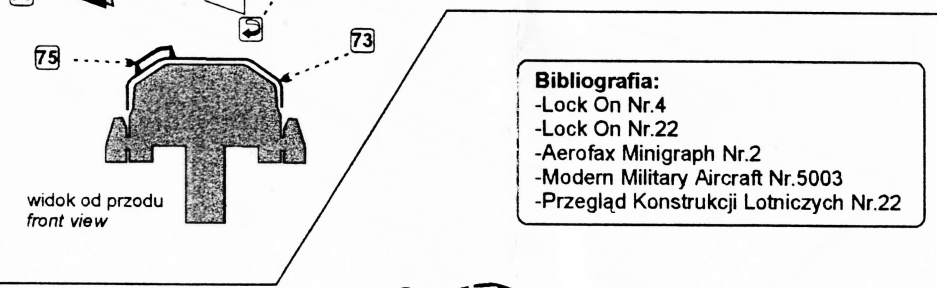 75
73
widok od przodu
front view
Bibliografia:
-Lock On Nr.4
-Lock On Nr.22
-Aerofax Minigraph Nr.2
-Modern Military Aircraft Nr.5003
-Przegląd Konstrukcji Lotniczych Nr.22